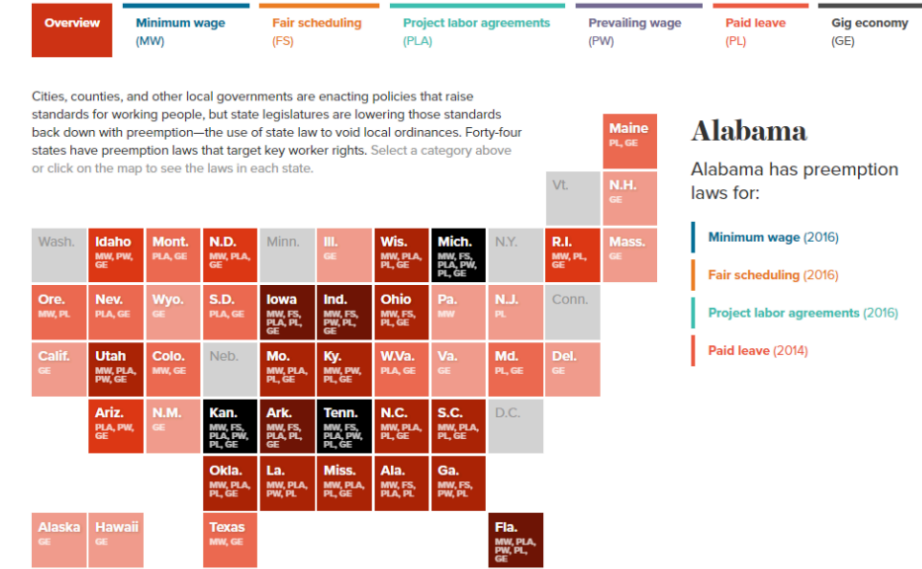 Overview
Minimum wage
(MW)
Fair scheduling
(FS)
Project labor agreements
(PLA)
Prevailing wage
(PW)
Paid leave
(PL)
Gig economy
(GE)
Cities, counties, and other local governments are enacting policies that raise
standards for working people, but state legislatures are lowering those standards
back down with preemption—the use of state law to void local ordinances. Forty-four
states have preemption laws that target key worker rights. Select a category above
or click on the map to see the laws in each state.
Maine
PL, GE
Vt.
N.H.
GE
Wash.
Idaho
MW, PW,
GE
Mont.
PLA, GE
N.D.
MW, PLA,
GE
Minn.
Ill.
GE
Wis.
MW, PLA,
PL, GE
Mich.
MW, FS,
PLA, PW,
PL, GE
N.Y.
R.I.
MW, PL,
GE
Mass.
GE
Ore.
MW, PL
Nev.
PLA, GE
Wyo.
GE
S.D.
PLA, GE
Iowa
MW, FS,
PLA, PL,
GE
Ind.
MW, FS,
PW, PL,
GE
Ohio
MW, FS,
PL, GE
Pa.
MW
N.J.
PL
Conn.
Calif.
GE
Utah
MW, PLA,
PW, GE
Colo.
MW, GE
Neb.
Mo.
MW, PLA,
PL, GE
Ky.
MW, PW,
PL, GE
W.Va.
PLA, GE
Va.
GE
Md.
PL, GE
Del.
GE
Ariz.
PLA, PW,
GE
N.M.
GE
Kan.
MW, FS,
PLA, PW,
PL, GE
Ark.
MW, FS,
PLA, PL,
GE
Tenn.
MW, FS,
PLA, PW,
PL, GE
N.C.
MW, PLA,
PL, GE
S.C.
MW, PLA,
PL, GE
D.C.
Okla.
MW, PLA,
PL, GE
La.
MW, PLA,
PW, PL
Miss.
MW, PLA,
PL, GE
Ala.
MW, FS,
PLA, PL
Ga.
MW, FS,
PW, PL
Alaska
GE
Hawaii
GE
Texas
MW, GE
Fla.
MW, PLA,
PW, PL,
GE
Alabama
Alabama has preemption
laws for:
Minimum wage (2016)
Fair scheduling (2016)
Project labor agreements (2016)
Paid leave (2014)